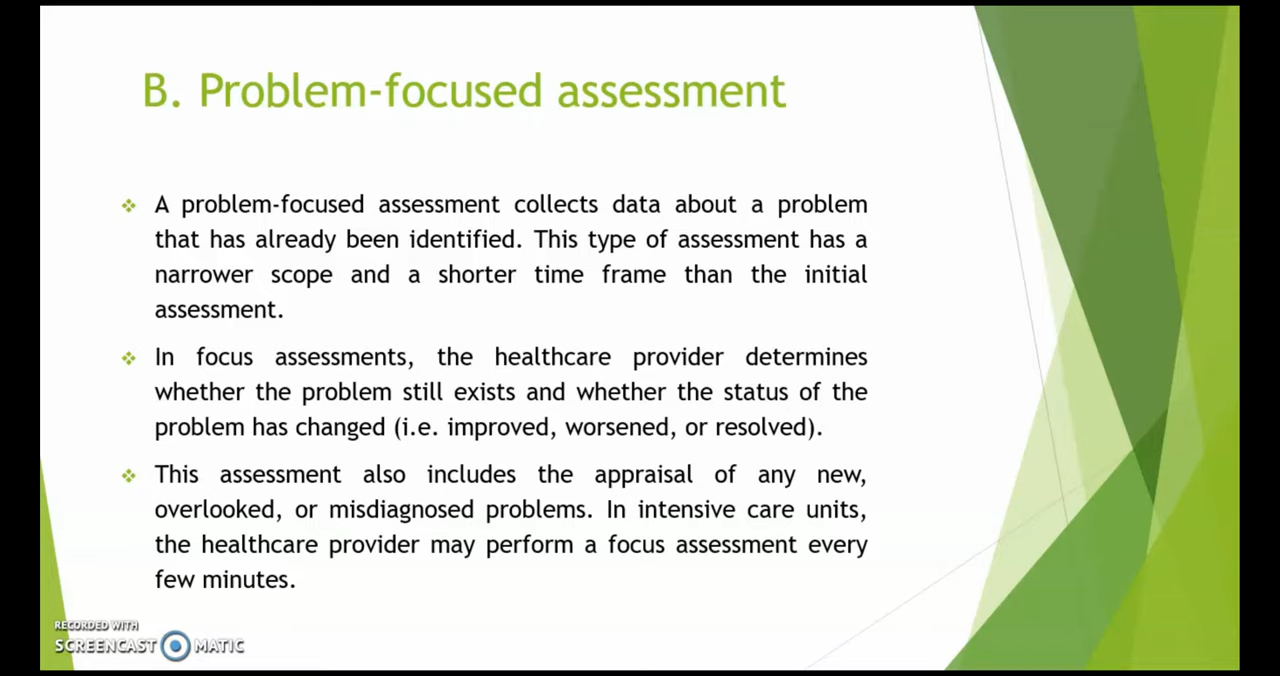 B. Problem-focused assessment
A problem-focused assessment collects data about a problem
that has already been identified. This type of assessment has a
narrower scope and a shorter time frame than the initial
assessment.
In focus assessments, the healthcare provider determines
whether the problem still exists and whether the status of the
problem has changed (i.e. improved, worsened, or resolved).
This assessment also includes the appraisal of any new,
overlooked, or misdiagnosed problems. In intensive care units,
the healthcare provider may perform a focus assessment every
few minutes.
RECORDED WITH
SCREENCAST MATIC